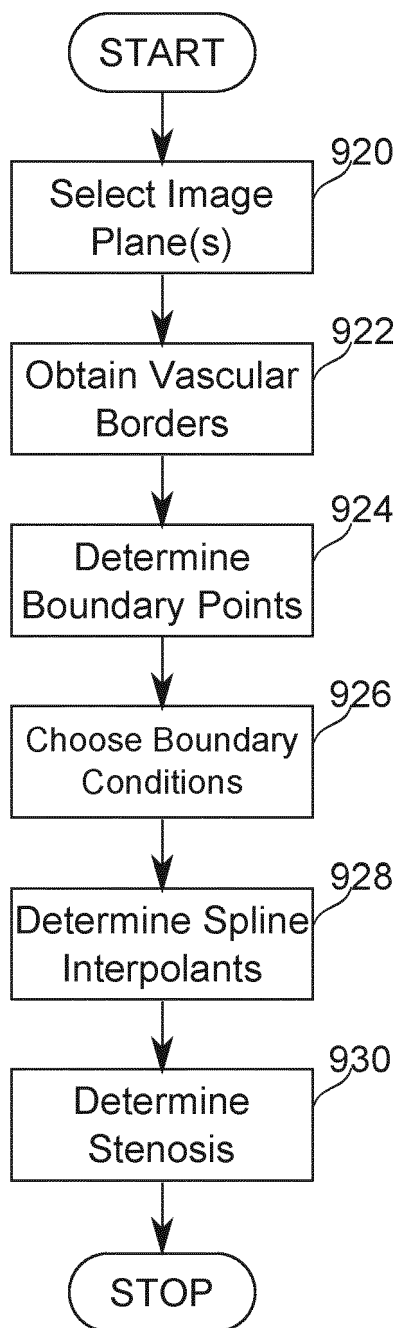 START
920
Select Image
Plane(s)
922
Obtain Vascular
Borders
924
Determine
Boundary Points
926
Choose Boundary
Conditions
928
Determine Spline
Interpolants
930
Determine
Stenosis
STOP